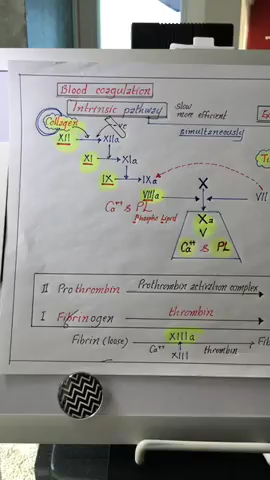 Blood coagulation
Intrinsic pathway
slow
more efficient
simultaneously
Collagen
XII XIIa
XI XIa
IX IXa
VIIIa
Ca++ & PL
Phospho Lipid
X
VII
Xa
V
Ca++ & PL
II Prothrombin Prothrombin activation complex
I Fibrinogen thrombin
Fibrin (loose) XIIIa
Ca++ XIII thrombin